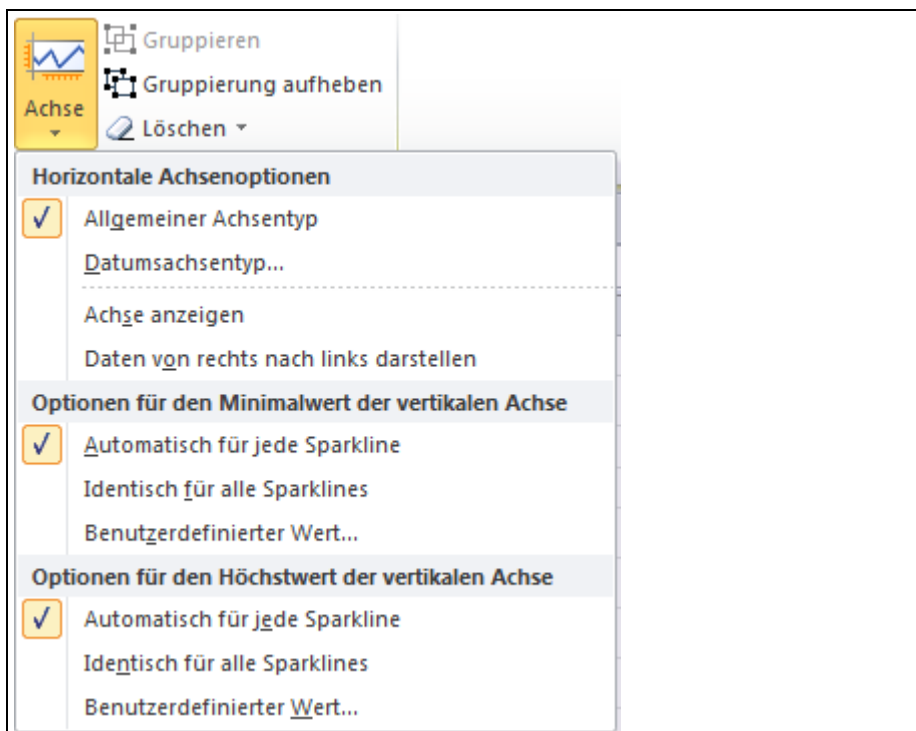 Gruppieren
Gruppierung aufheben
Achse
Löschen
Horizontale Achsenoptionen
Allgemeiner Achsentyp
Datumsachsentyp...
Achse anzeigen
Daten von rechts nach links darstellen
Optionen für den Minimalwert der vertikalen Achse
Automatisch für jede Sparkline
Identisch für alle Sparklines
Benutzerdefinierter Wert...
Optionen für den Höchstwert der vertikalen Achse
Automatisch für jede Sparkline
Identisch für alle Sparklines
Benutzerdefinierter Wert...